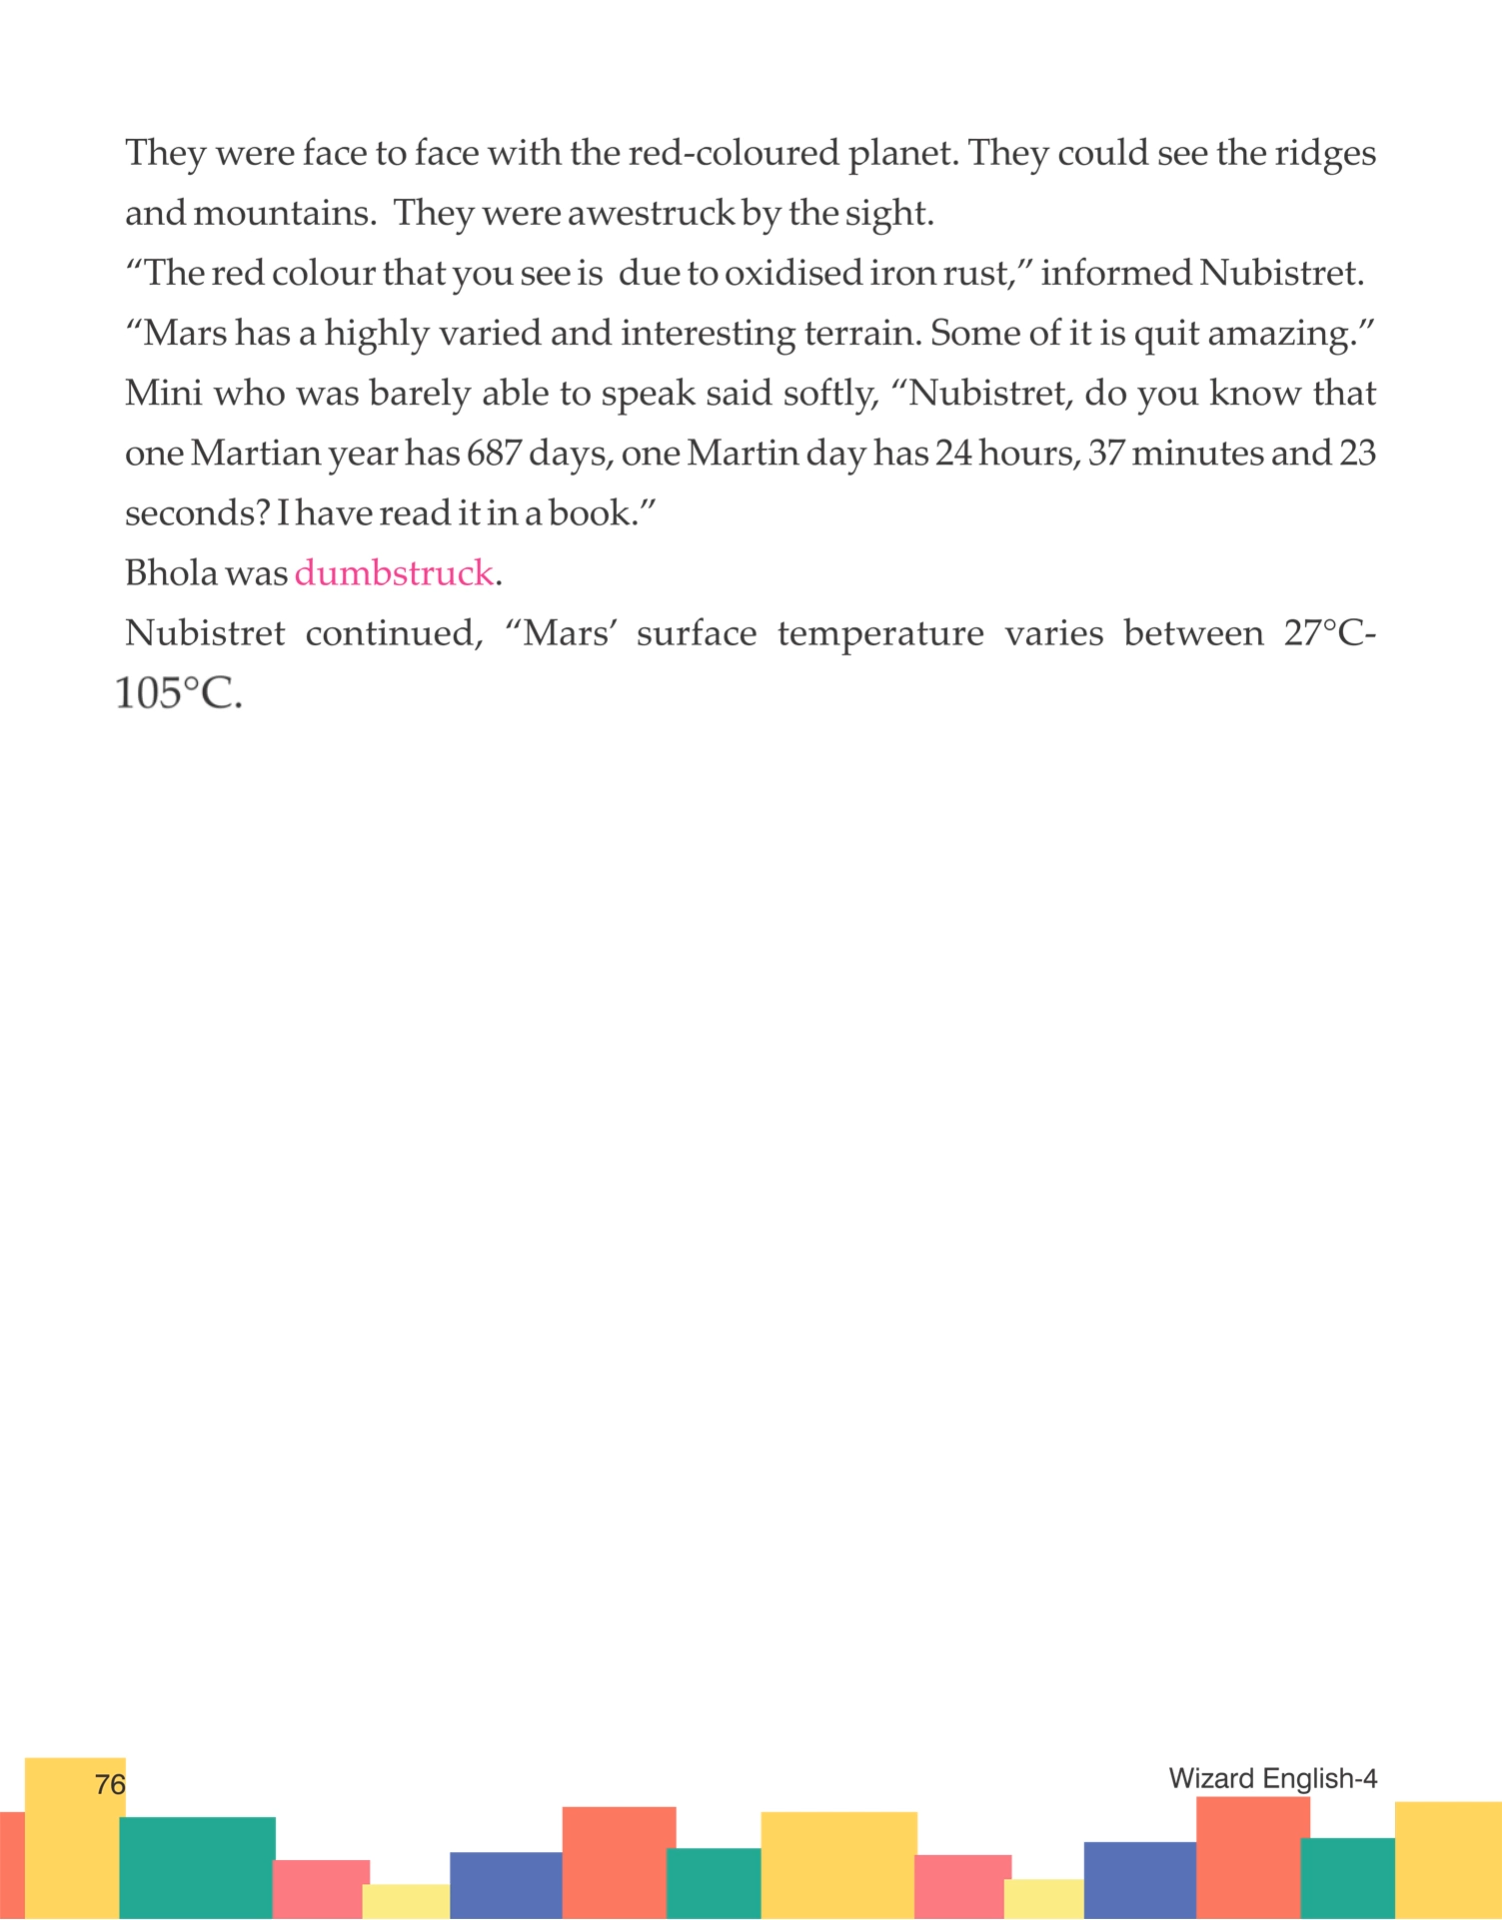 They were face to face with the red-coloured planet. They could see the ridges
and mountains. They were awestruck by the sight.
“The red colour that you see is due to oxidised iron rust,” informed Nubistret.
“Mars has a highly varied and interesting terrain. Some of it is quit amazing.”
Mini who was barely able to speak said softly, “Nubistret, do you know that
one Martian year has 687 days, one Martin day has 24 hours, 37 minutes and 23
seconds? I have read it in a book.”
Bhola was dumbstruck.
Nubistret continued, “Mars’ surface temperature varies between 27°C-
105°C.
76
Wizard English-4